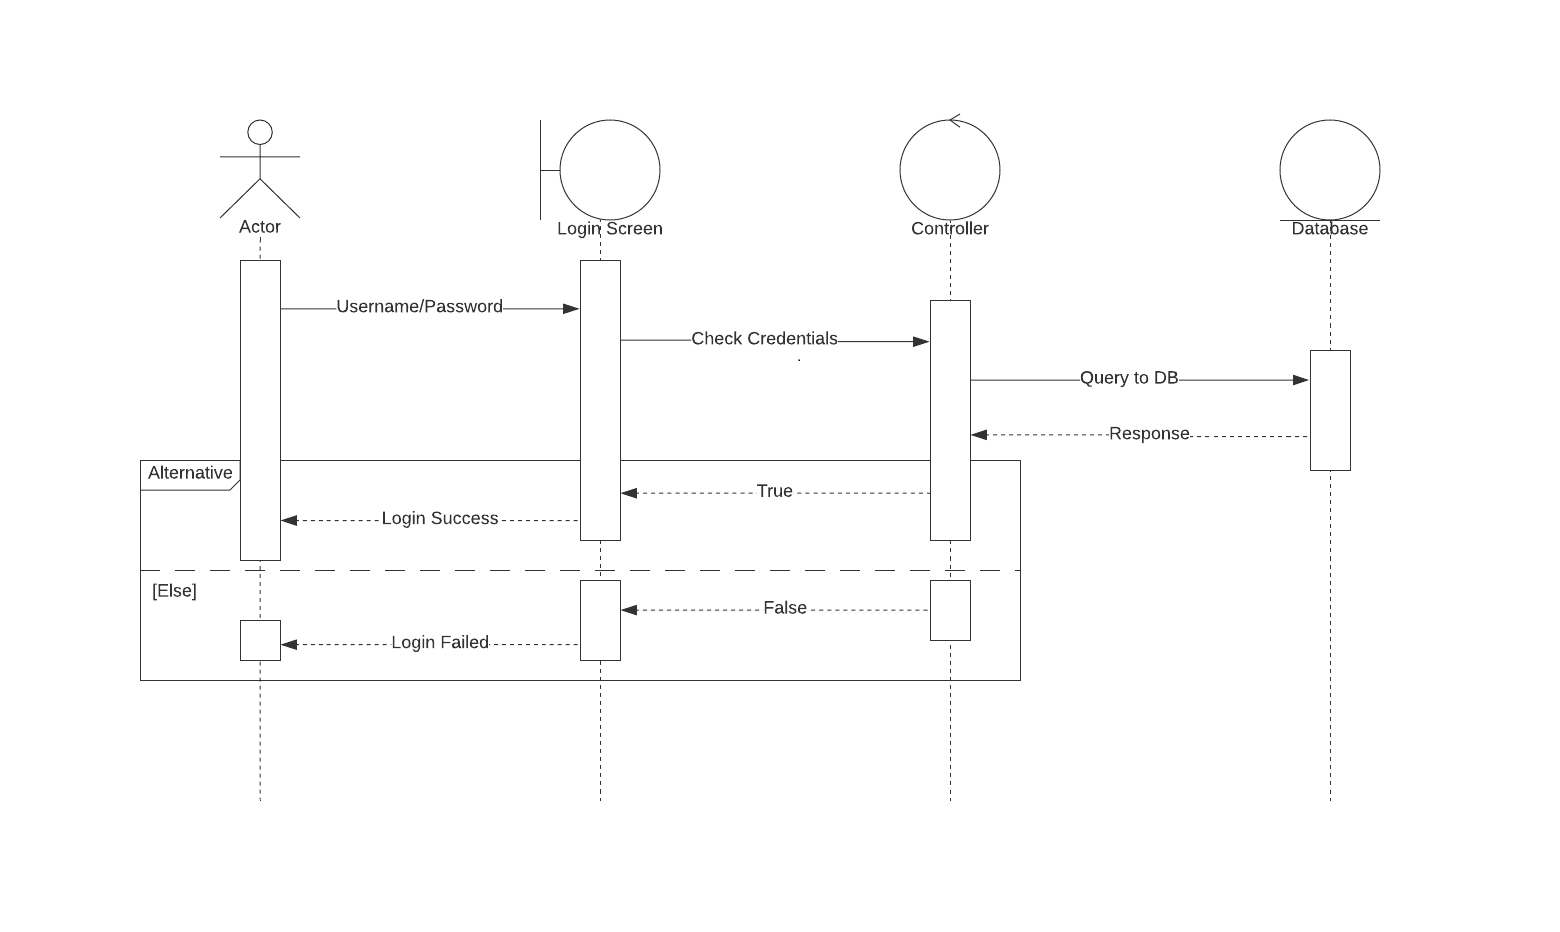 Actor
Login Screen
Controller
Database
Username/Password
Check Credentials
.
Query to DB
Response
Alternative
True
Login Success
[Else]
False
Login Failed